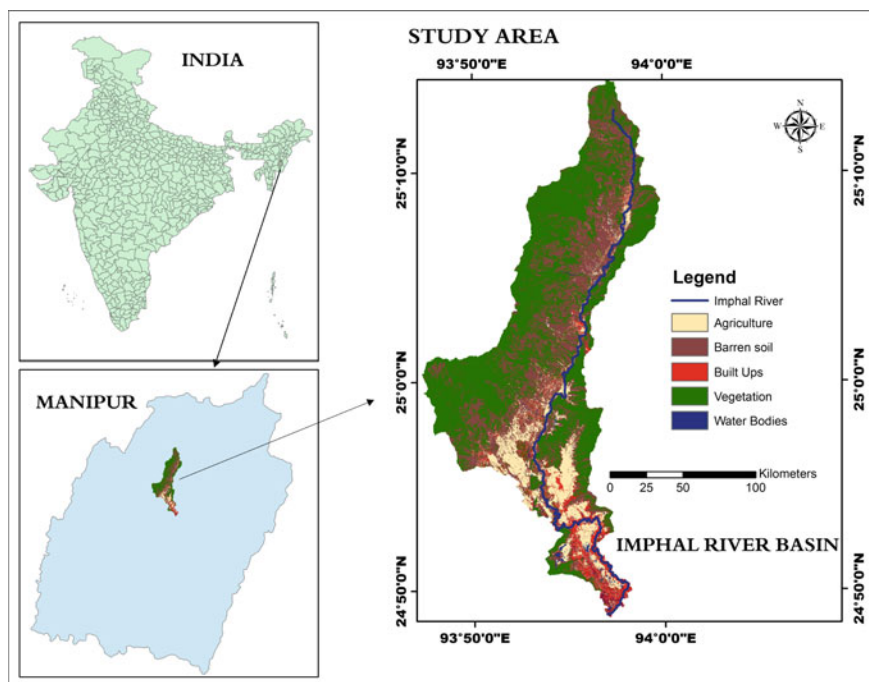 INDIA
MANIPUR
STUDY AREA
93°50'0"E
94°0'0"E
N
W
E
S
25°10'0"N
25°10'0"N
Legend
Imphal River
Agriculture
Barren soil
Built Ups
Vegetation
Water Bodies
25°0'0"N
25°0'0"N
Kilometers
0 25 50 100
IMPHAL RIVER BASIN
24°50'0"N
24°50'0"N
93°50'0"E
94°0'0"E